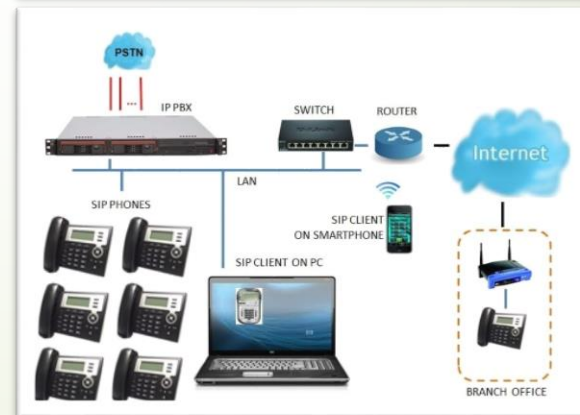 PSTN
...
IP PBX
SWITCH
ROUTER
Internet
LAN
SIP PHONES
SIP CLIENT
ON SMARTPHONE
SIP CLIENT ON PC
BRANCH OFFICE